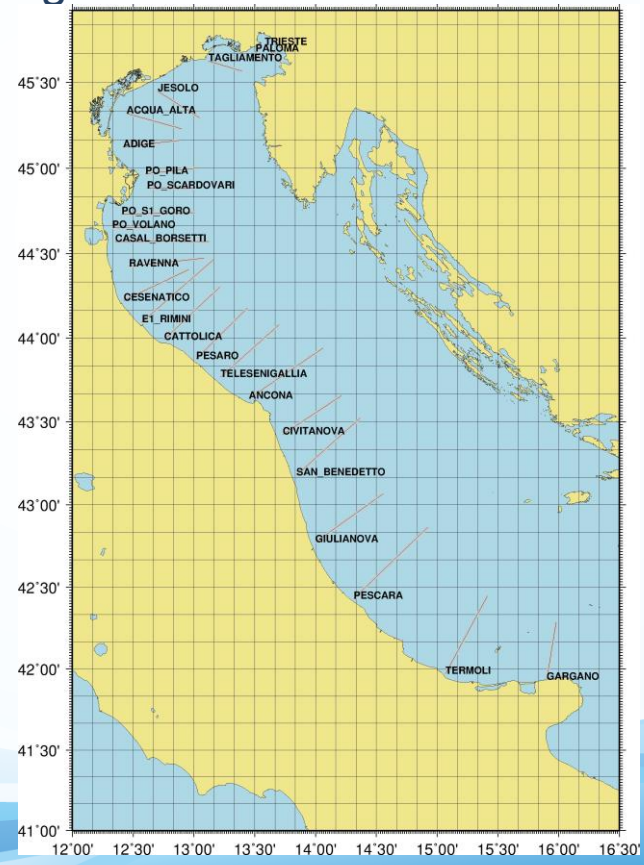 g
TRIESTE
PALOMA
TAGLIAMENTO
45˚30'
JESOLO
ACQUA_ALTA
ADIGE
45˚00'
PO_PILA
PO_SCARDOVARI
PO_S1_GORO
PO_VOLANO
CASAL_BORSETTI
44˚30'
RAVENNA
CESENATICO
E1_RIMINI
44˚00'
CATTOLICA
PESARO
TELESENIGALLIA
ANCONA
43˚30'
CIVITANOVA
SAN_BENEDETTO
43˚00'
GIULIANOVA
42˚30'
PESCARA
42˚00'
TERMOLI
GARGANO
41˚30'
41˚00'
12˚00' 12˚30' 13˚00' 13˚30' 14˚00' 14˚30' 15˚00' 15˚30' 16˚00' 16˚30'